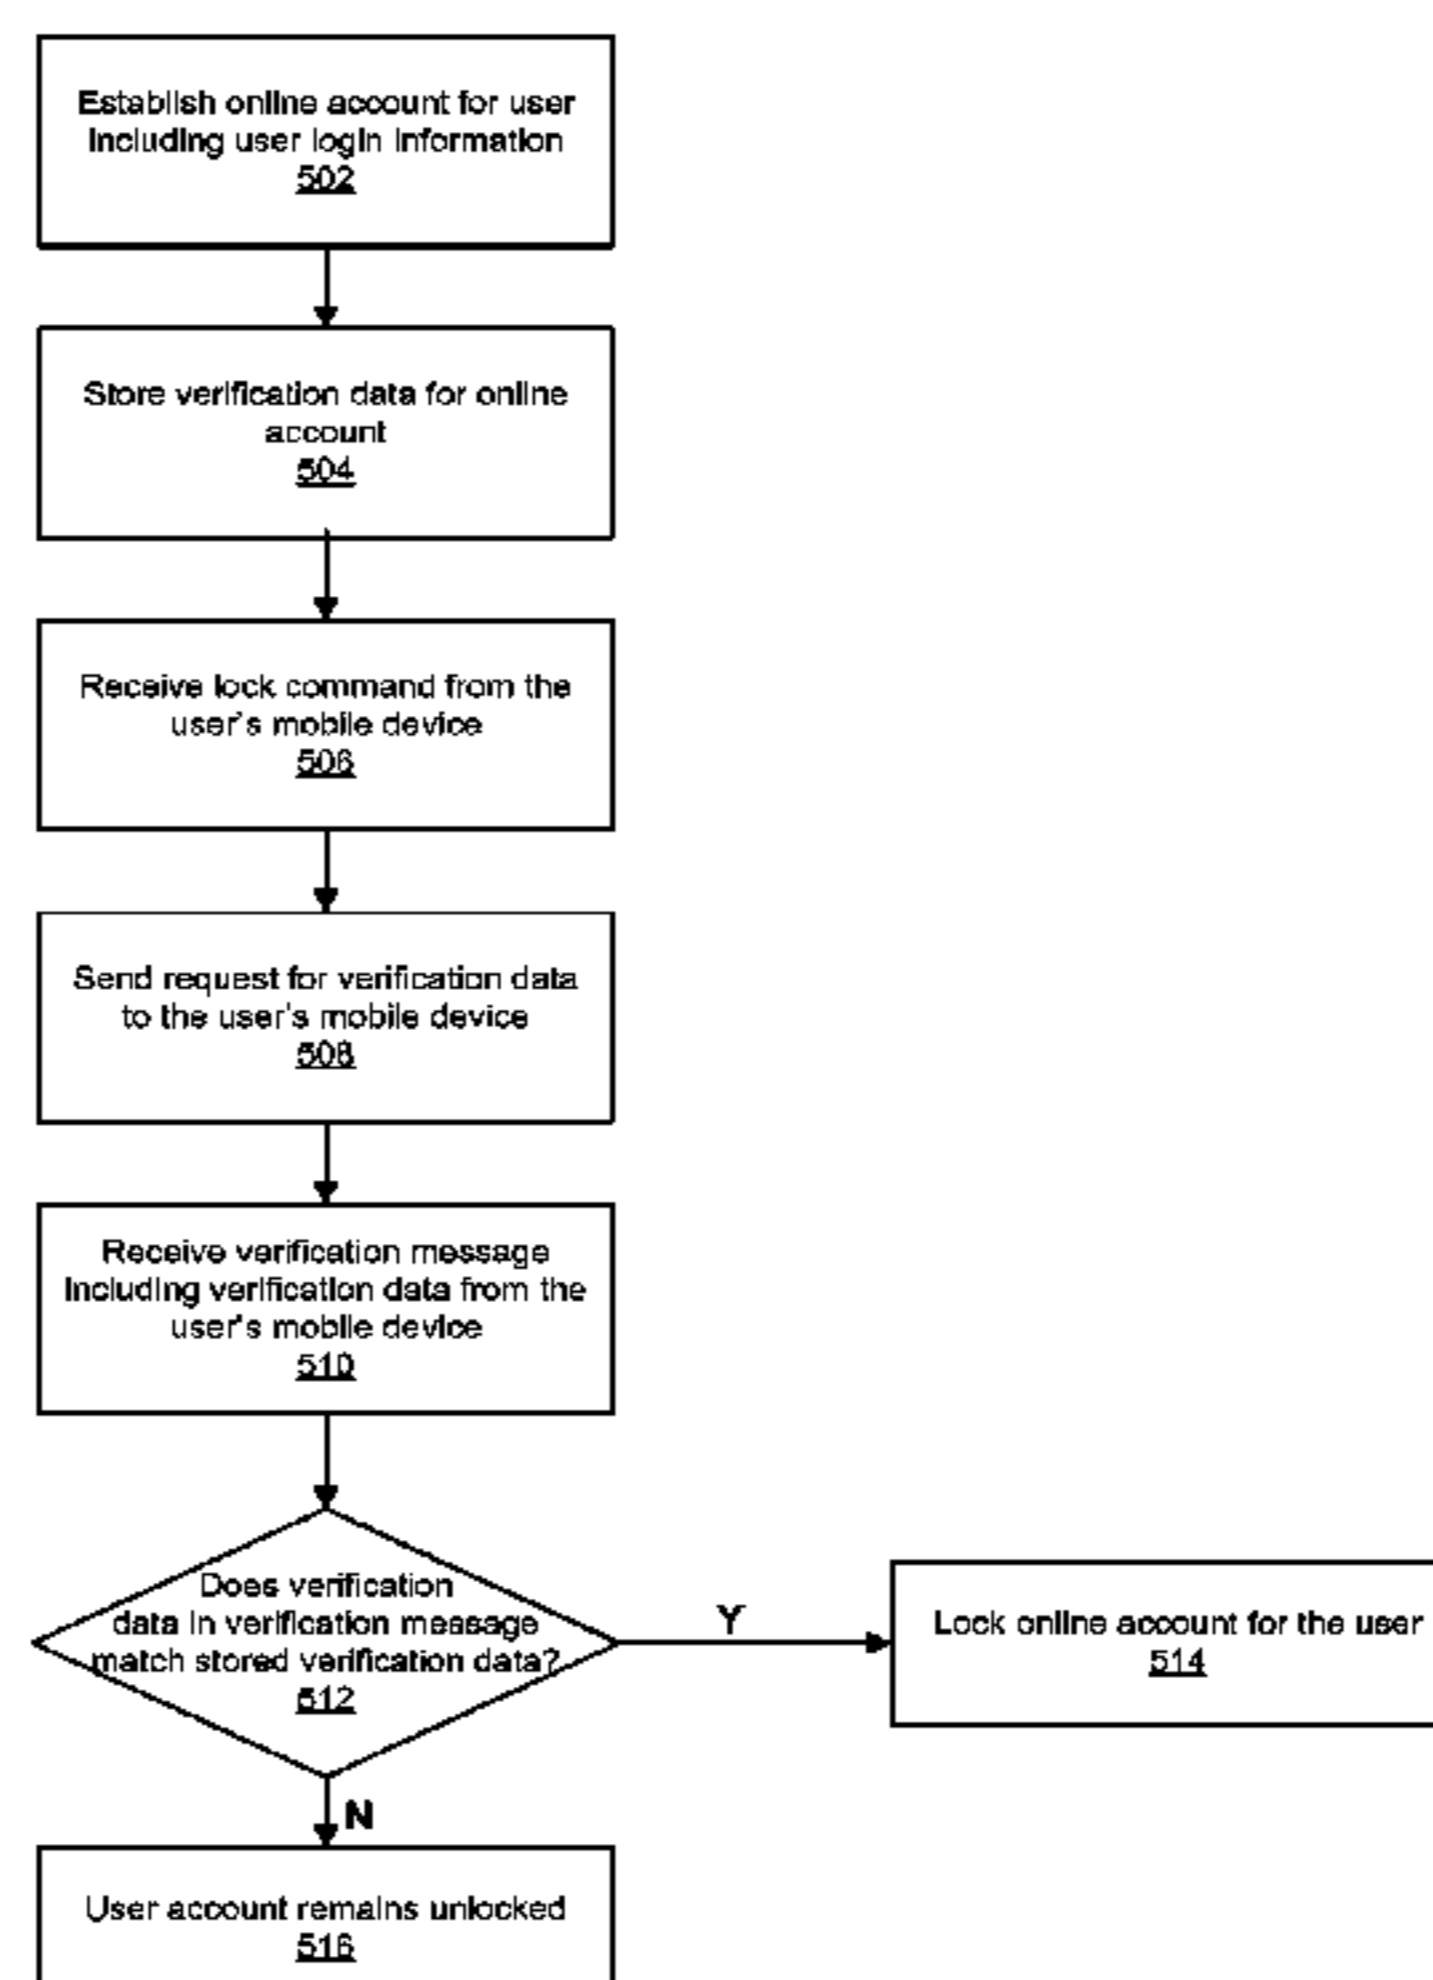 Establish online account for user
including user login information
502
Store verification data for online
account
504
Receive lock command from the
user's mobile device
506
Send request for verification data
to the user's mobile device
508
Receive verification message
including verification data from the
user's mobile device
510
Does verification
data in verification message
match stored verification data?
512
Y
Lock online account for the user
514
N
User account remains unlocked
516